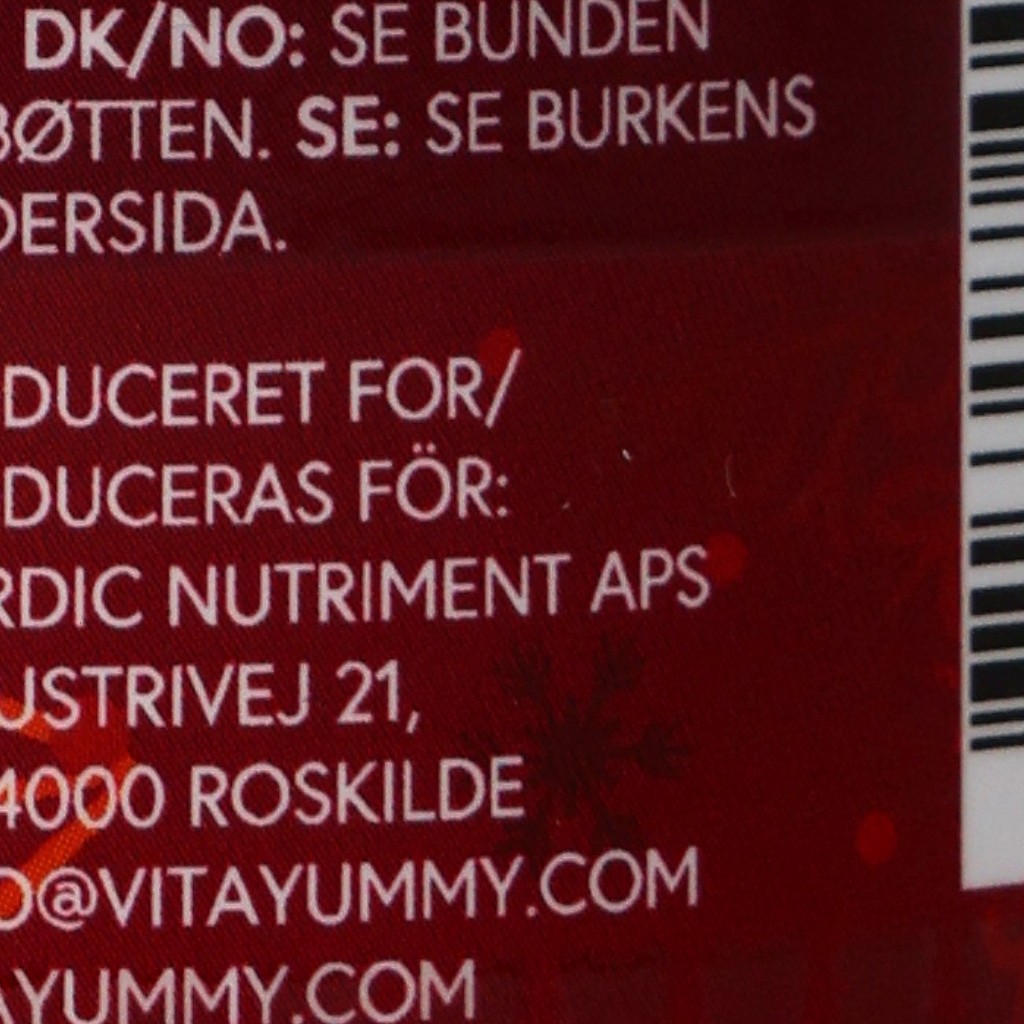 DK/NO: SE BUNDEN
BØTTEN. SE: SE BURKENS
DERSIDA.
DUCERET FOR/
DUCERAS FÖR:
RDIC NUTRIMENT APS
USTRIVEJ 21,
4000 ROSKILDE
O@VITAYUMMY.COM
AYUMMY.COM